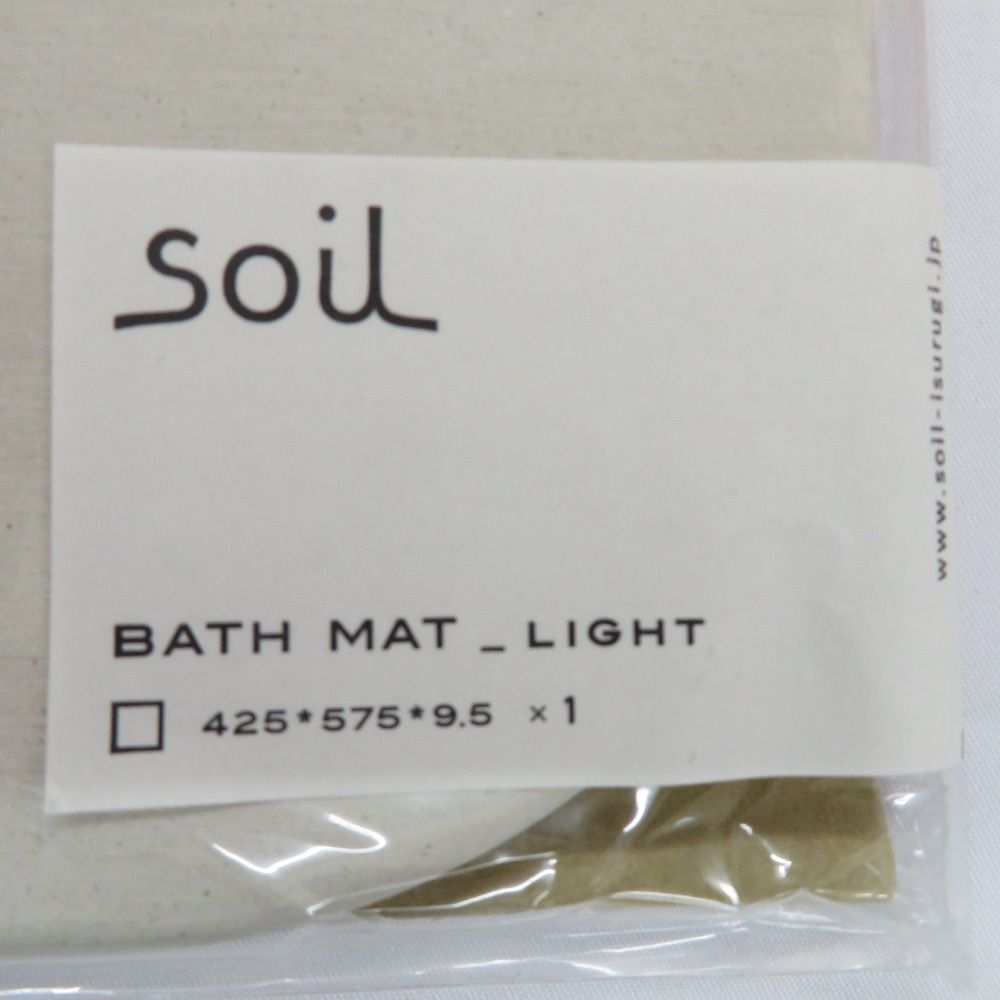 soil
BATH MAT _ LIGHT
425*575*9.5 ×1
www.soil-isurugi.jp